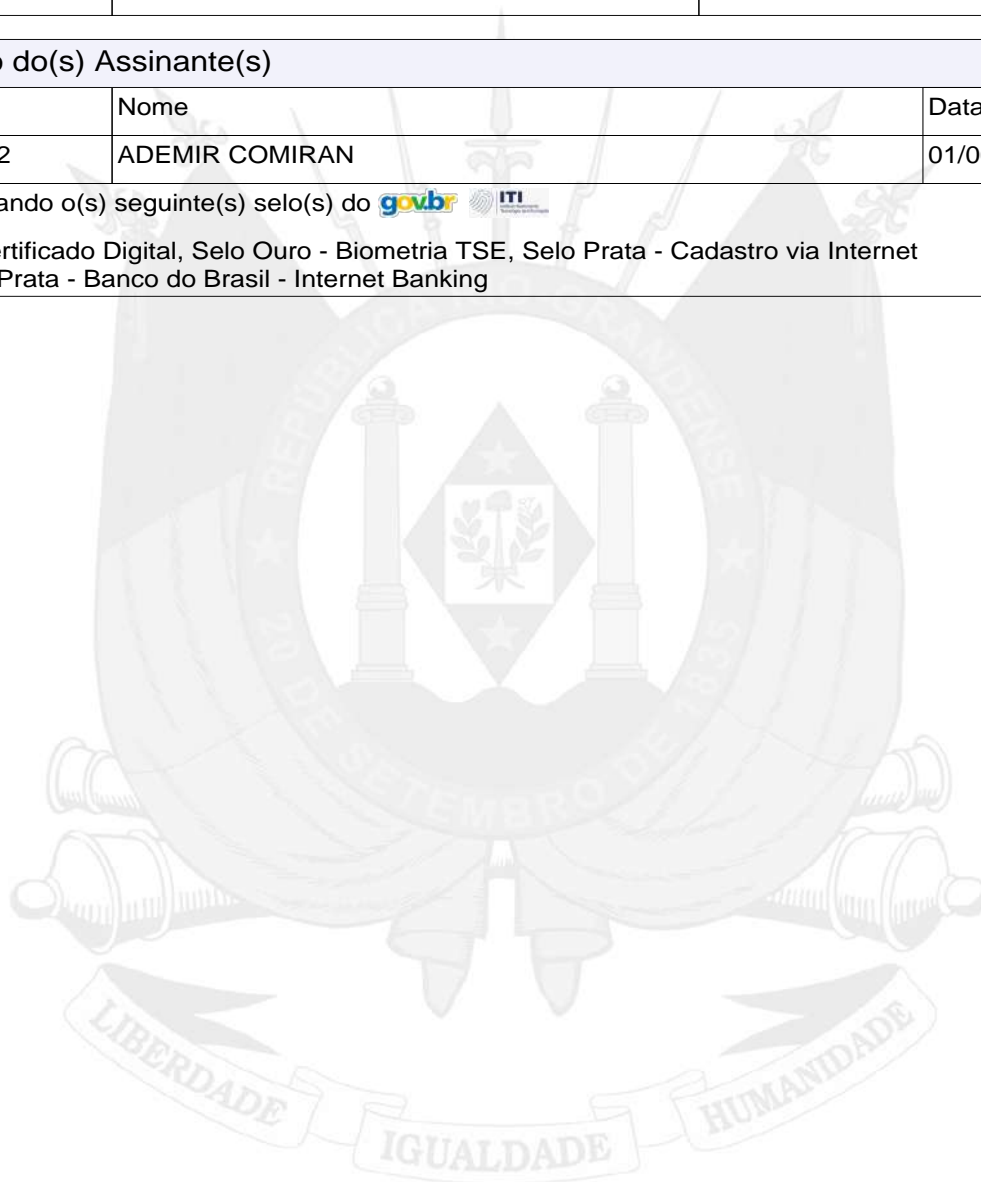 o do(s) Assinante(s)
Nome
Data
2
ADEMIR COMIRAN
01/0
ando o(s) seguinte(s) selo(s) do gov.br ITI
ertificado Digital, Selo Ouro - Biometria TSE, Selo Prata - Cadastro via Internet
Prata - Banco do Brasil - Internet Banking
REPÚBLICA RIO GRANDENSE
20 DE SETEMBRO DE 1835
LIBERDADE
IGUALDADE
HUMANIDADE